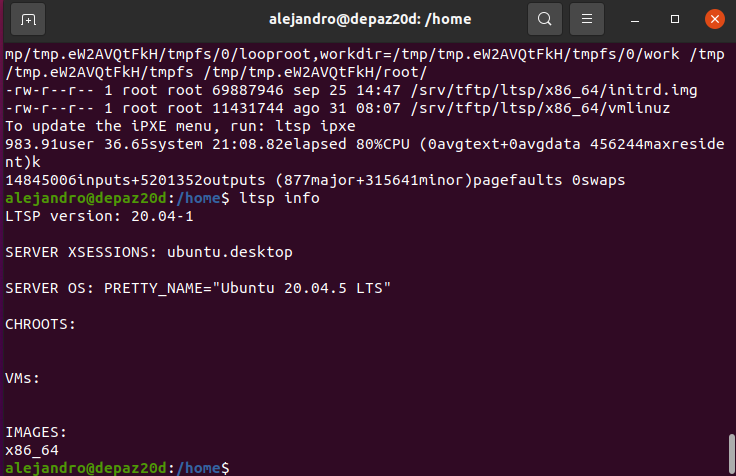 alejandro@depaz20d: /home
mp/tmp.eW2AVQtFkH/tmpfs/0/looproot,workdir=/tmp/tmp.eW2AVQtFkH/tmpfs/0/work /tmp
/tmp.eW2AVQtFkH/tmpfs /tmp/tmp.eW2AVQtFkH/root/
-rw-r--r-- 1 root root 69887946 sep 25 14:47 /srv/tftp/ltsp/x86_64/initrd.img
-rw-r--r-- 1 root root 11431744 ago 31 08:07 /srv/tftp/ltsp/x86_64/vmlinuz
To update the iPXE menu, run: ltsp ipxe
983.91user 36.65system 21:08.82elapsed 80%CPU (0avgtext+0avgdata 456244maxreside
nt)k
14845006inputs+5201352outputs (877major+315641minor)pagefaults 0swaps
alejandro@depaz20d:/home$ ltsp info
LTSP version: 20.04-1
SERVER XSESSIONS: ubuntu.desktop
SERVER OS: PRETTY_NAME="Ubuntu 20.04.5 LTS"
CHROOTS:
VMs:
IMAGES:
x86_64
alejandro@depaz20d:/home$